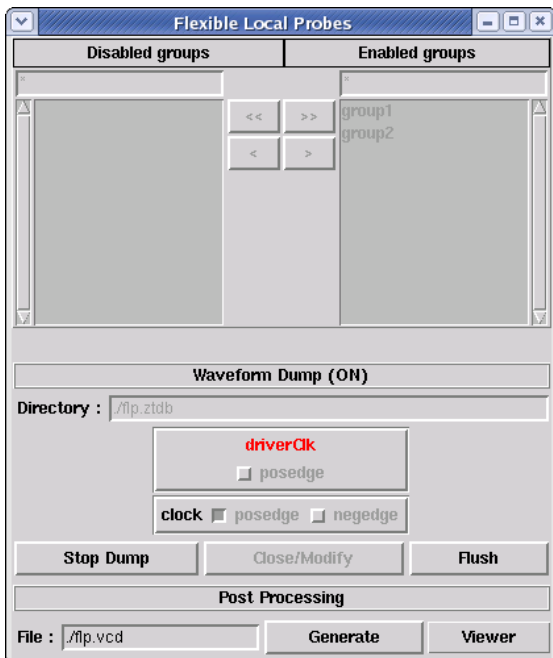 Flexible Local Probes
Disabled groups Enabled groups
* *
<< >>
< >
group1
group2
Waveform Dump (ON)
Directory : ./flp.ztdb
driverClk
posedge
clock posedge negedge
Stop Dump Close/Modify Flush
Post Processing
File : ./flp.vcd Generate Viewer